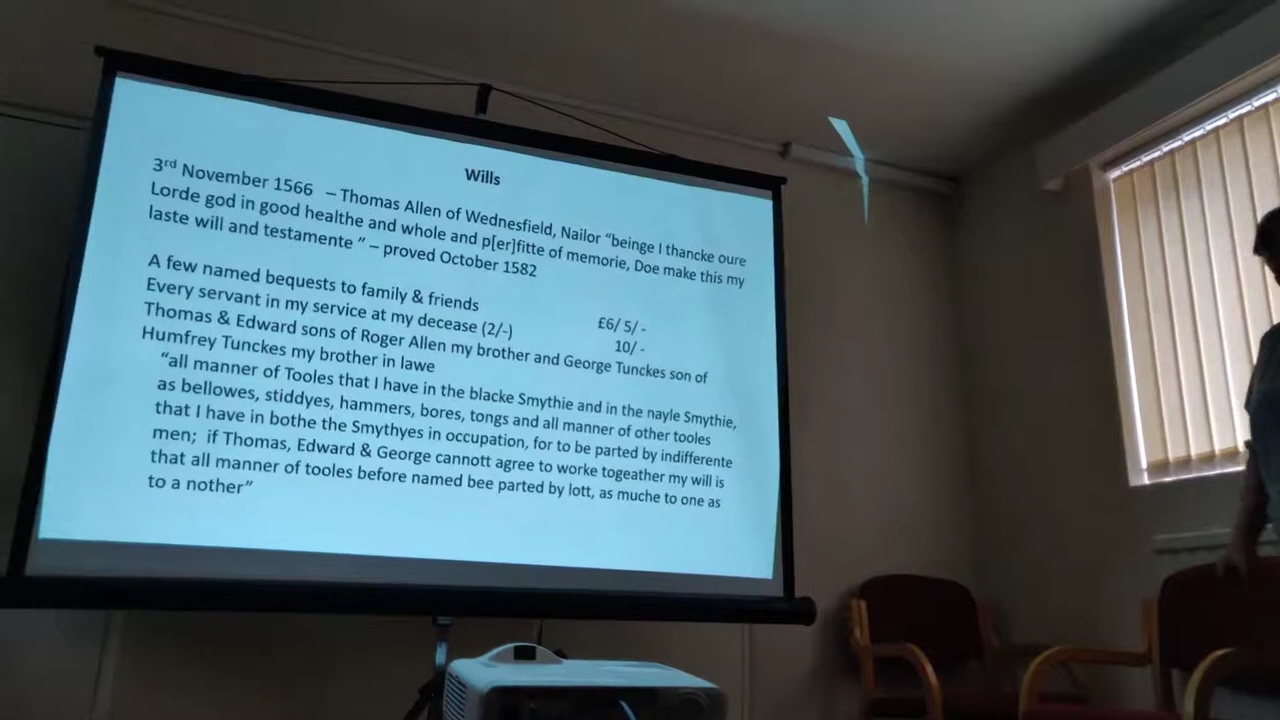 Wills
3rd November 1566 – Thomas Allen of Wednesfield, Nailor “beinge I thancke oure
Lorde god in good healthe and whole and p[er]fitte of memorie, Doe make this my
laste will and testamente ” – proved October 1582
A few named bequests to family & friends £6/ 5/ -
Every servant in my service at my decease (2/-) 10/ -
Thomas & Edward sons of Roger Allen my brother and George Tunckes son of
Humfrey Tunckes my brother in lawe
“all manner of Tooles that I have in the blacke Smythie and in the nayle Smythie,
as bellowes, stiddyes, hammers, bores, tongs and all manner of other tooles
that I have in bothe the Smythyes in occupation, for to be parted by indifferente
men; if Thomas, Edward & George cannott agree to worke togeather my will is
that all manner of tooles before named bee parted by lott, as muche to one as
to a nother”